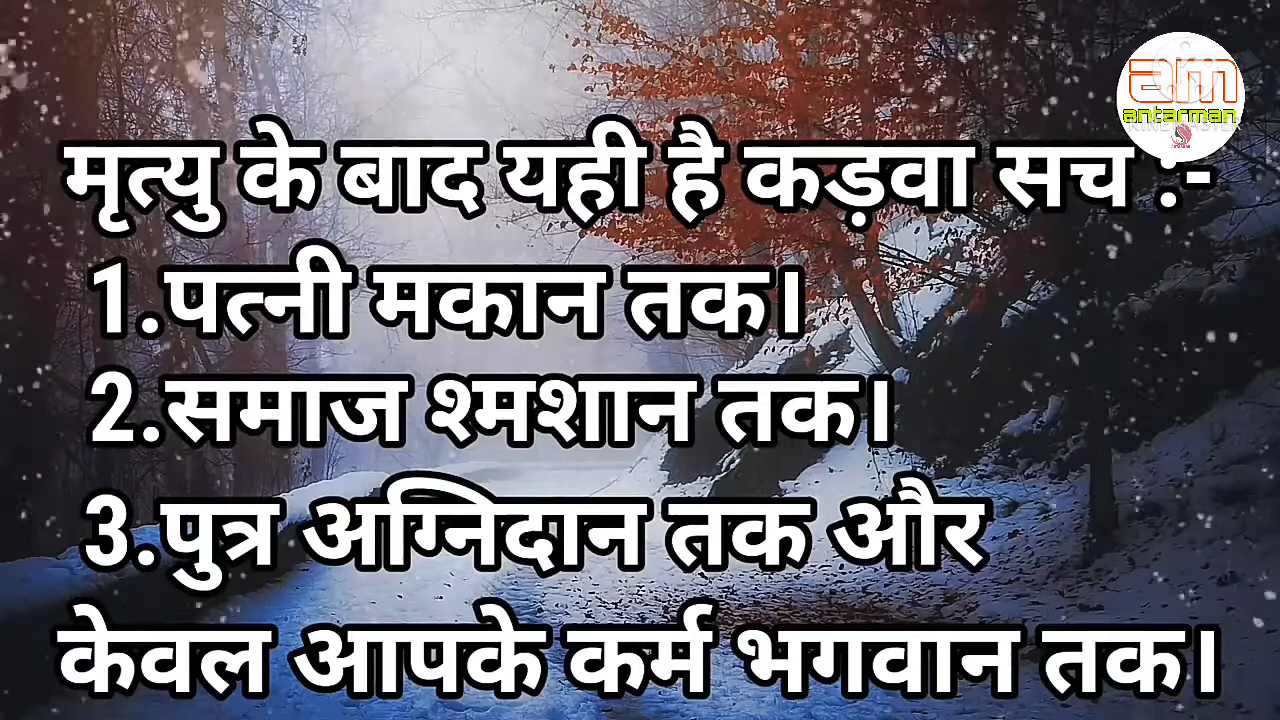 am
antarman
मृत्यु के बाद यही है कड़वा सच :-
1.पत्नी मकान तक।
2.समाज श्मशान तक।
3.पुत्र अग्निदान तक और
केवल आपके कर्म भगवान तक।